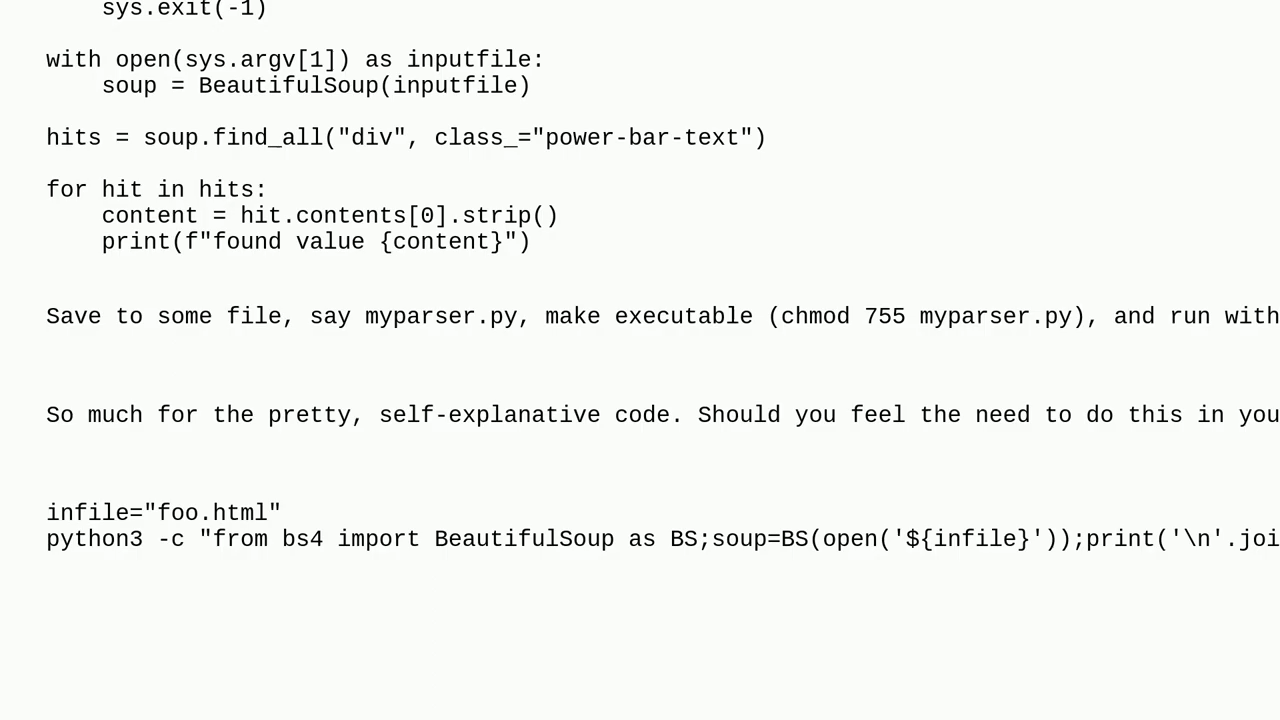 sys.exit(-1)
with open(sys.argv[1]) as inputfile:
soup = BeautifulSoup(inputfile)
hits = soup.find_all("div", class_="power-bar-text")
for hit in hits:
content = hit.contents[0].strip()
print(f"found value {content}")
Save to some file, say myparser.py, make executable (chmod 755 myparser.py), and run with
So much for the pretty, self-explanative code. Should you feel the need to do this in you
infile="foo.html"
python3 -c "from bs4 import BeautifulSoup as BS;soup=BS(open('${infile}'));print('\n'.joi